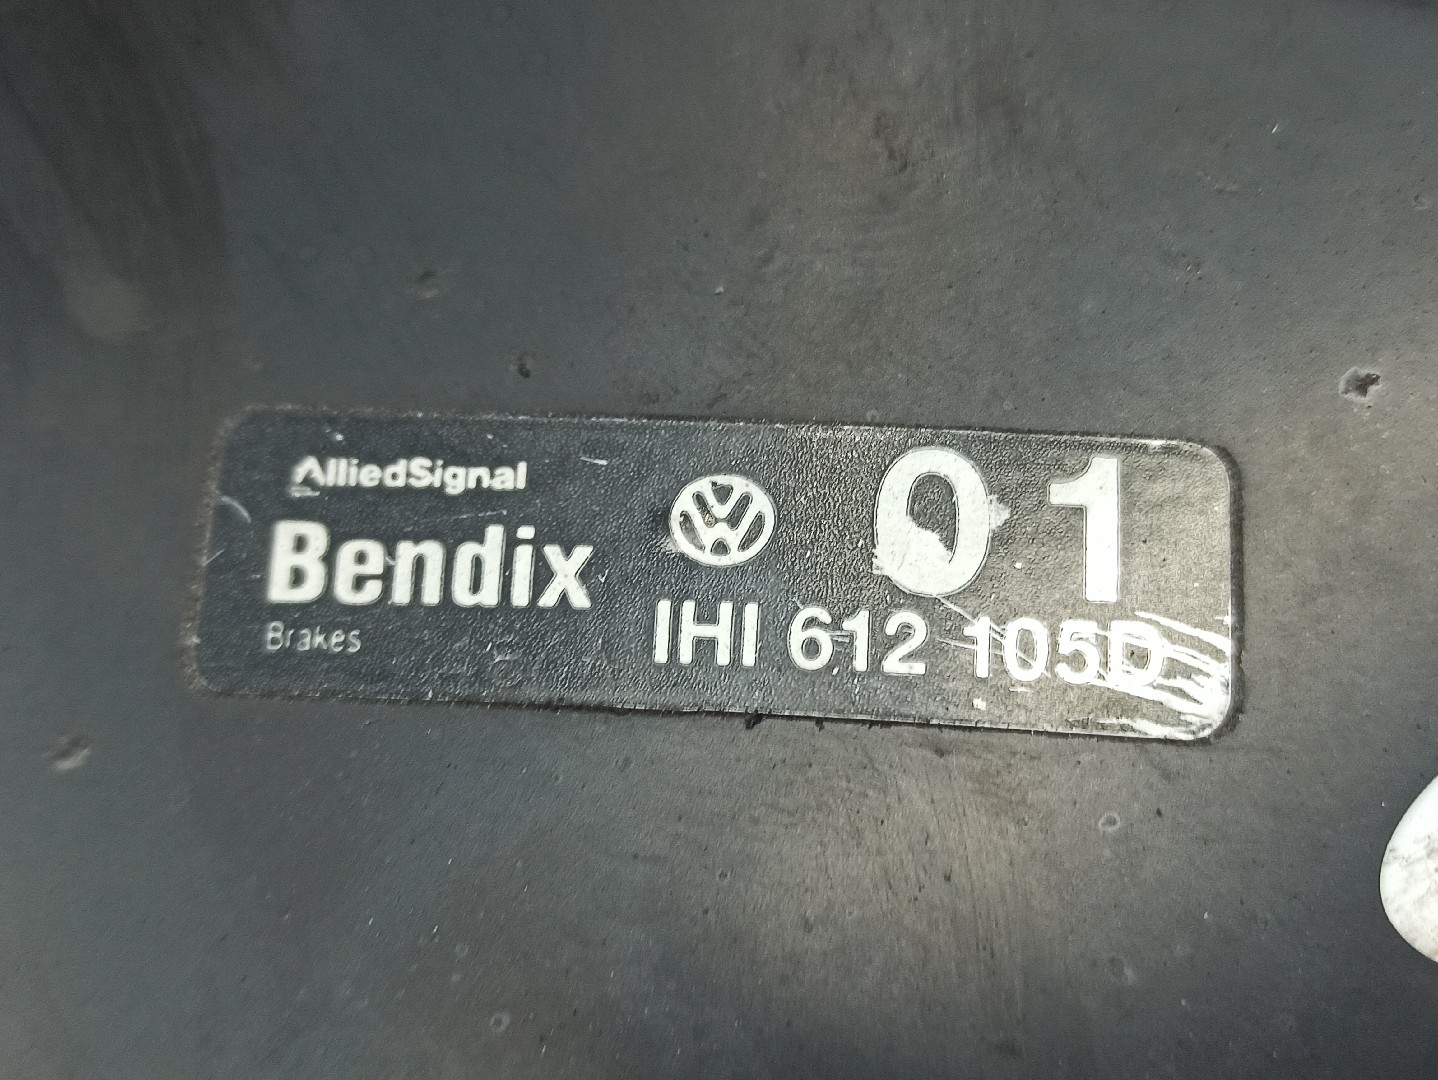 AlliedSignal
Bendix
Brakes
01
IHI 612 105D